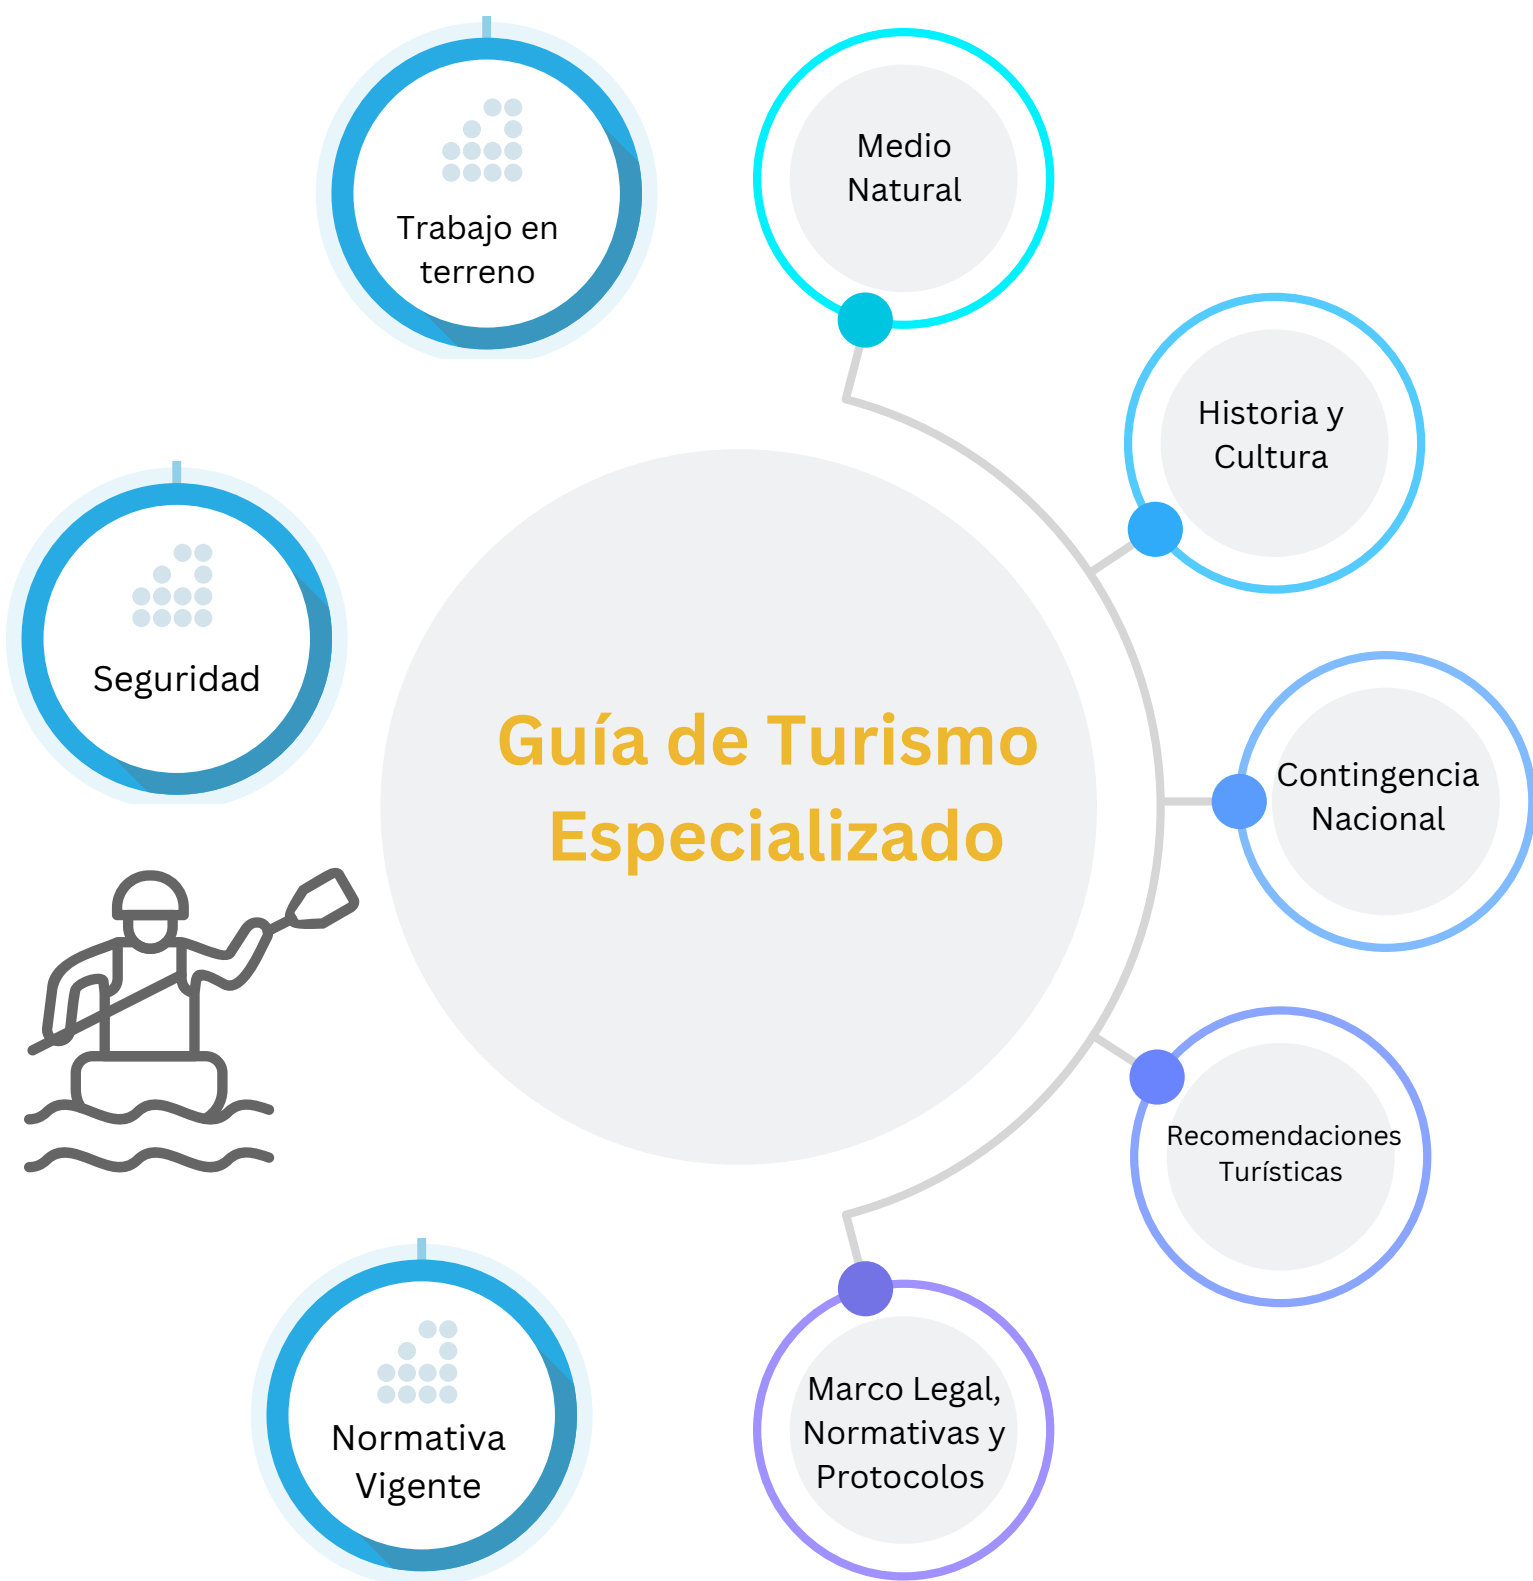 Trabajo en
terreno
Medio
Natural
Historia y
Cultura
Seguridad
Guía de Turismo
Especializado
Contingencia
Nacional
Recomendaciones
Turísticas
Normativa
Vigente
Marco Legal,
Normativas y
Protocolos